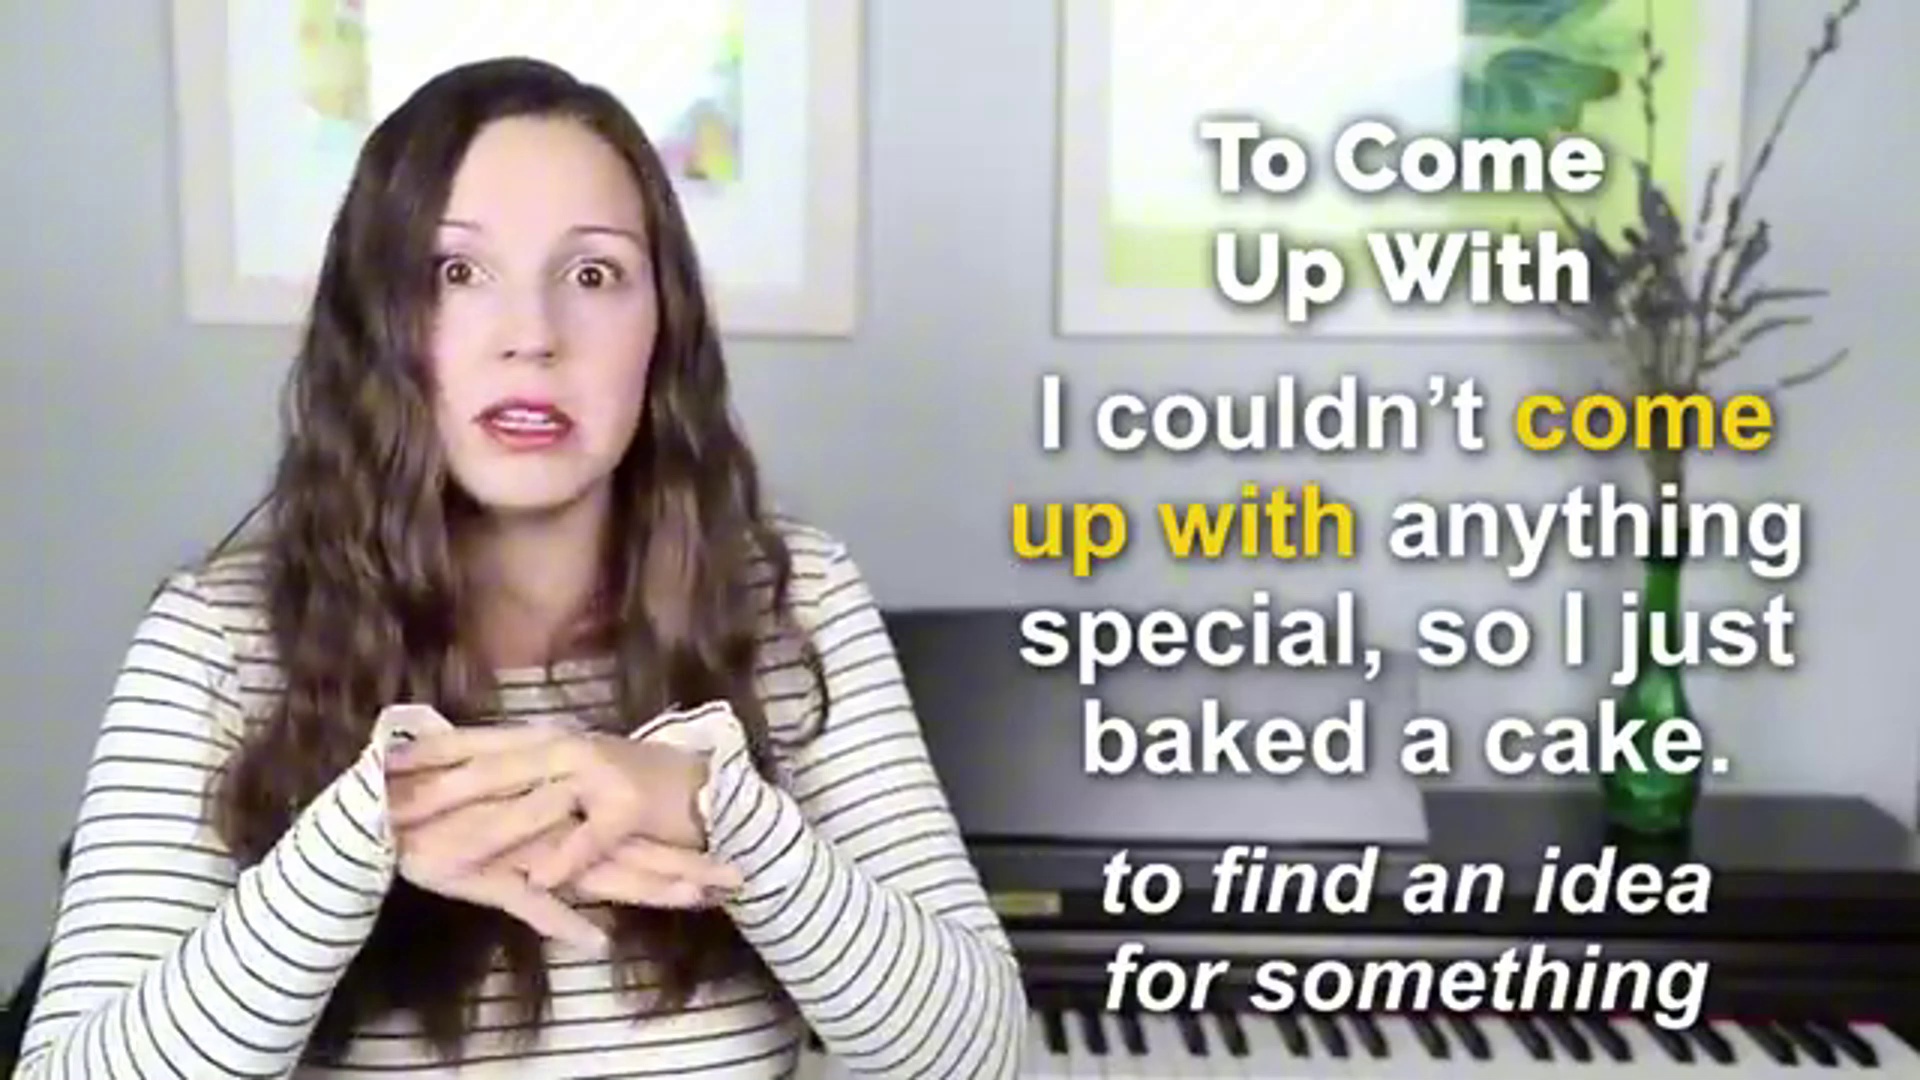 To Come
Up With
I couldn't come
up with anything
special, so I just
baked a cake.
to find an idea
for something